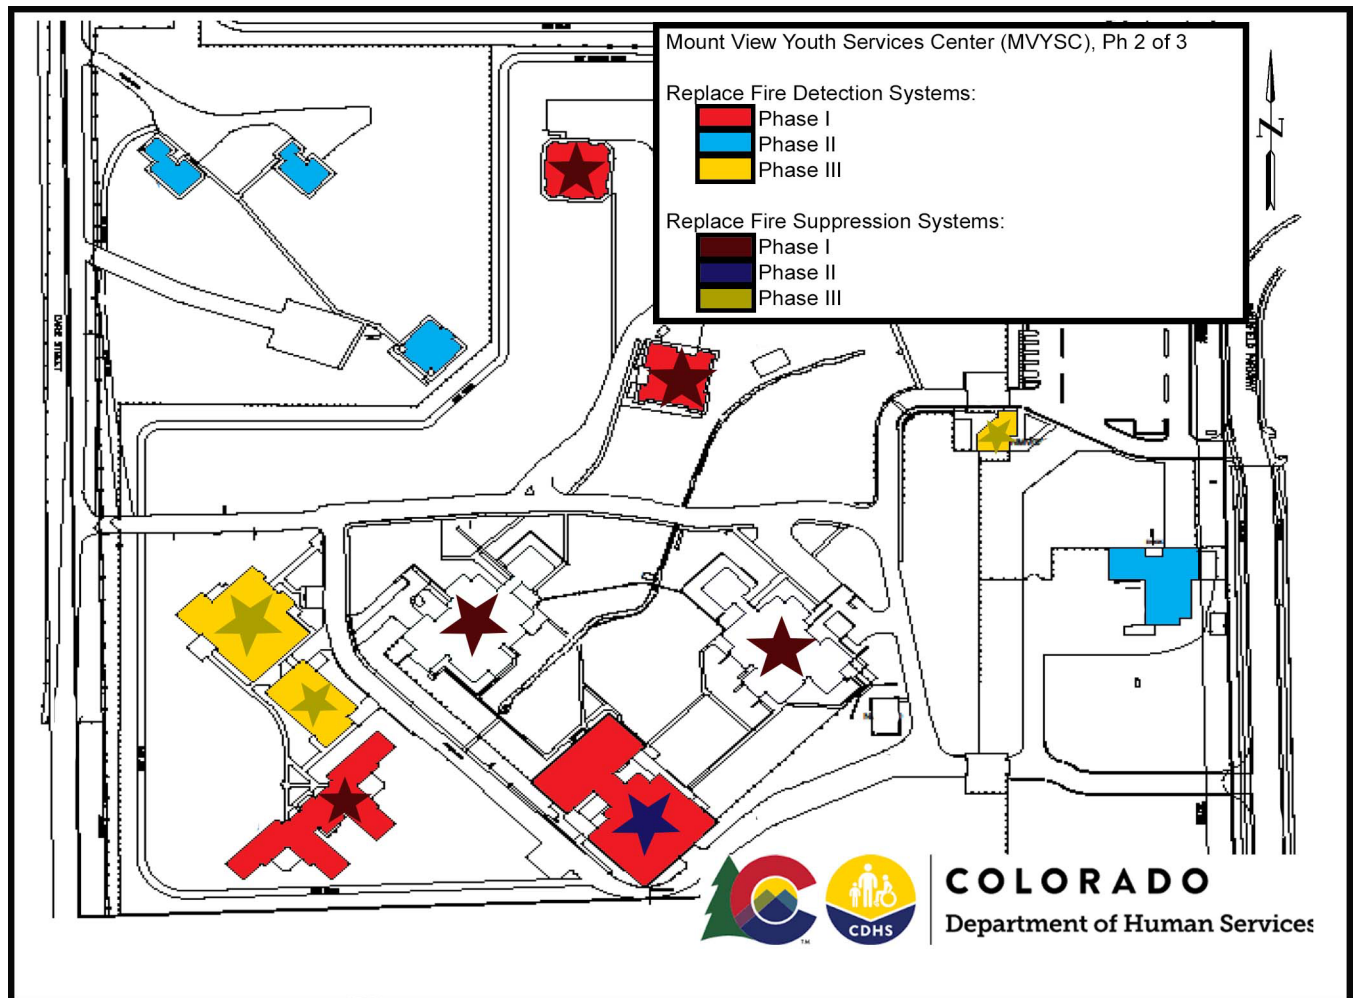 Mount View Youth Services Center (MVYSC), Ph 2 of 3
Replace Fire Detection Systems:
Phase I
Phase II
Phase III
Replace Fire Suppression Systems:
Phase I
Phase II
Phase III
N
COLORADO
Department of Human Services
CDHS
TM